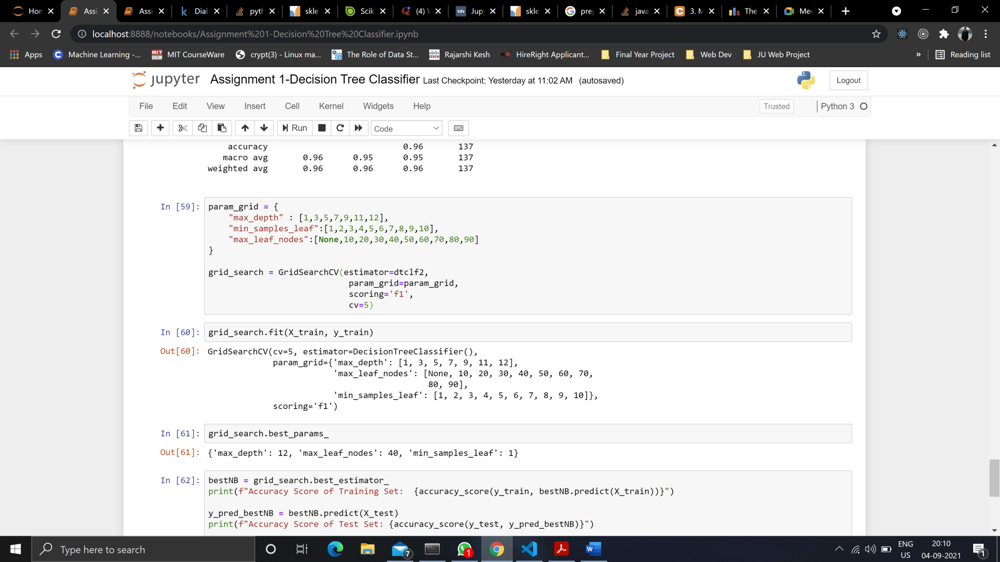 Hon
Assi
Assi
Dial
pyth
skle
Scik
(4) V
Jupy
skle
prep
java
3. M
The
Mee
localhost:8888/notebooks/Assignment%201-Decision%20Tree%20Classifier.ipynb
Apps
Machine Learning -...
MIT CourseWare
crypt(3) - Linux ma...
The Role of Data St...
Rajarshi Kesh
HireRight Applicant...
Final Year Project
Web Dev
JU Web Project
»
Reading list
jupyter Assignment 1-Decision Tree Classifier Last Checkpoint: Yesterday at 11:02 AM (autosaved)
Logout
File Edit View Insert Cell Kernel Widgets Help
Trusted
Python 3
Run
Code
accuracy 0.96 137
macro avg 0.96 0.95 0.95 137
weighted avg 0.96 0.96 0.96 137
In [59]: param_grid = {
"max_depth" : [1,3,5,7,9,11,12],
"min_samples_leaf":[1,2,3,4,5,6,7,8,9,10],
"max_leaf_nodes":[None,10,20,30,40,50,60,70,80,90]
}
grid_search = GridSearchCV(estimator=dtclf2,
param_grid=param_grid,
scoring='f1',
cv=5)
In [60]: grid_search.fit(X_train, y_train)
Out[60]: GridSearchCV(cv=5, estimator=DecisionTreeClassifier(),
param_grid={'max_depth': [1, 3, 5, 7, 9, 11, 12],
'max_leaf_nodes': [None, 10, 20, 30, 40, 50, 60, 70,
80, 90],
'min_samples_leaf': [1, 2, 3, 4, 5, 6, 7, 8, 9, 10]},
scoring='f1')
In [61]: grid_search.best_params_
Out[61]: {'max_depth': 12, 'max_leaf_nodes': 40, 'min_samples_leaf': 1}
In [62]: bestNB = grid_search.best_estimator_
print(f"Accuracy Score of Training Set:  {accuracy_score(y_train, bestNB.predict(X_train))}")
y_pred_bestNB = bestNB.predict(X_test)
print(f"Accuracy Score of Test Set: {accuracy_score(y_test, y_pred_bestNB)}")
Type here to search
7
1
ENG
US
20:10
04-09-2021
1